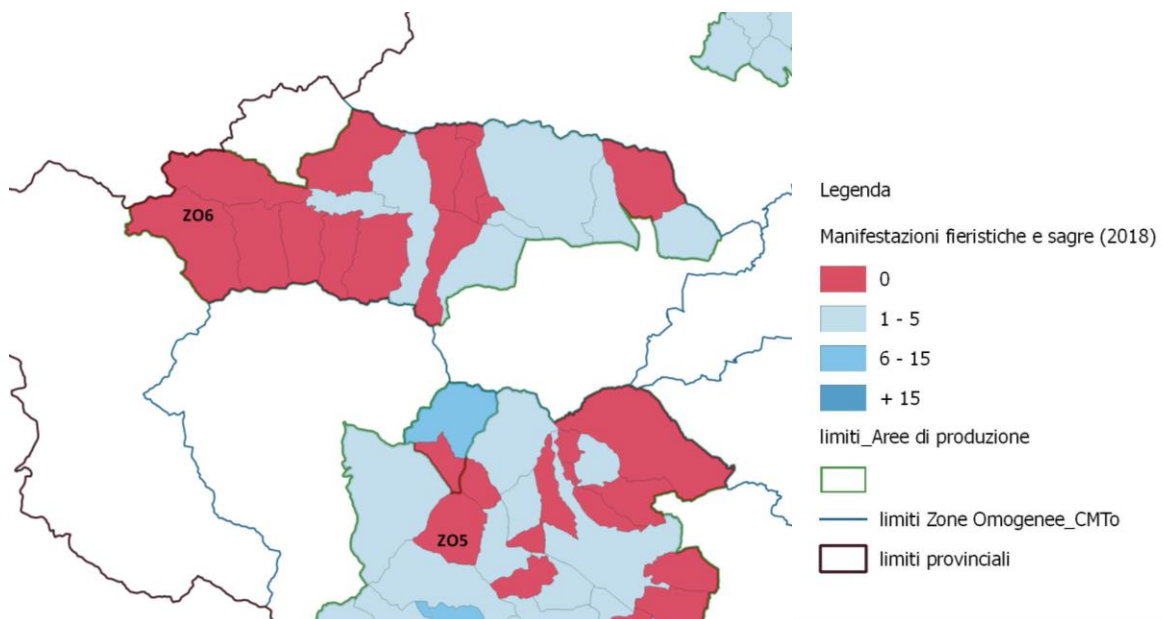 ZO6
ZO5
Legenda
Manifestazioni fieristiche e sagre (2018)
0
1 - 5
6 - 15
+ 15
limiti_Aree di produzione
limiti Zone Omogenee_CMTo
limiti provinciali